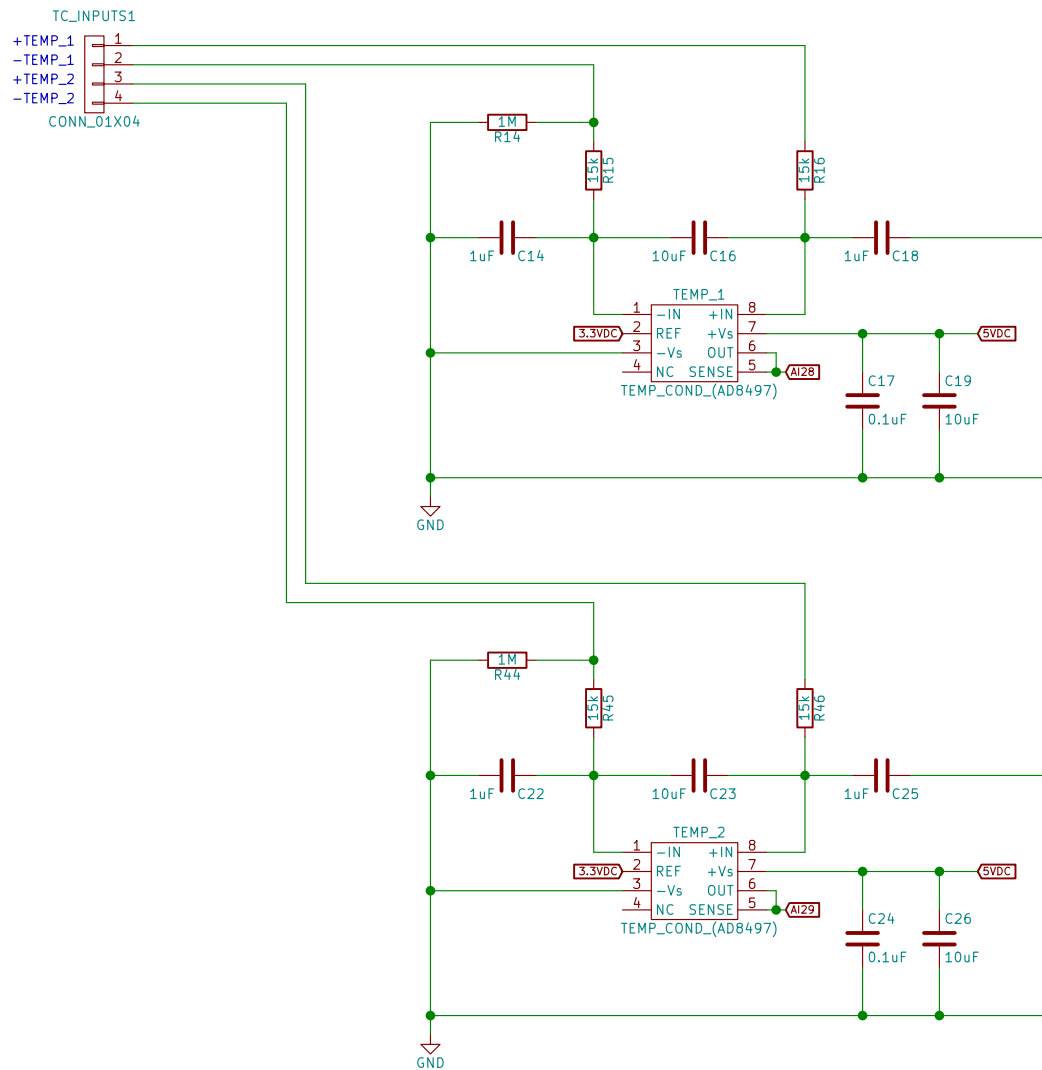 TC_INPUTS1
+TEMP_1 1
-TEMP_1 2
+TEMP_2 3
-TEMP_2 4
CONN_01X04
1M
R14
15k
R15
15k
R16
1uF C14
10uF C16
1uF C18
TEMP_1
1 -IN +IN 8
3.3VDC 2 REF +Vs 7 5VDC
3 -Vs OUT 6
4 NC SENSE 5 AI28
TEMP_COND_(AD8497)
C17
0.1uF
C19
10uF
GND
1M
R44
15k
R45
15k
R46
1uF C22
10uF C23
1uF C25
TEMP_2
1 -IN +IN 8
3.3VDC 2 REF +Vs 7 5VDC
3 -Vs OUT 6
4 NC SENSE 5 AI29
TEMP_COND_(AD8497)
C24
0.1uF
C26
10uF
GND